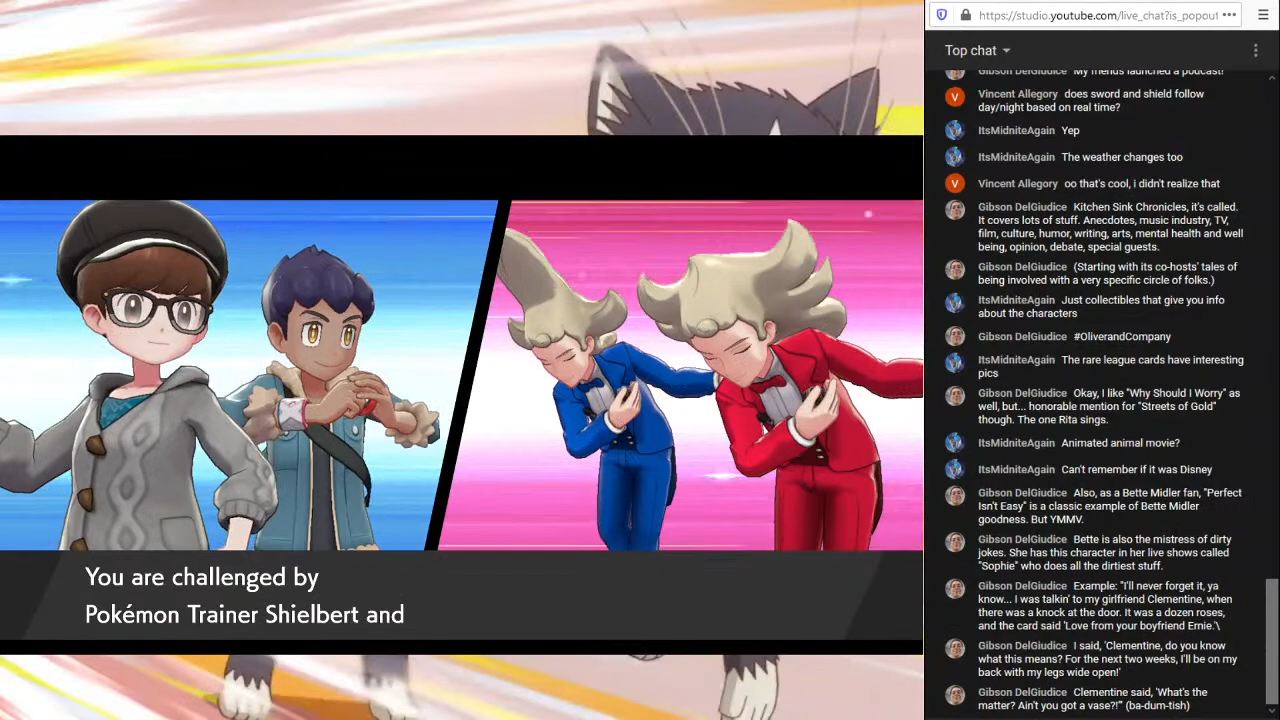 You are challenged by
Pokémon Trainer Shielbert and
https://studio.youtube.com/live_chat?is_popout
Top chat
Gibson DelGiudice My friends launched a podcast!
Vincent Allegory does sword and shield follow
day/night based on real time?
ItsMidniteAgain Yep
ItsMidniteAgain The weather changes too
Vincent Allegory oo that's cool, i didn't realize that
Gibson DelGiudice Kitchen Sink Chronicles, it's called.
It covers lots of stuff. Anecdotes, music industry, TV,
film, culture, humor, writing, arts, mental health and well
being, opinion, debate, special guests.
Gibson DelGiudice (Starting with its co-hosts' tales of
being involved with a very specific circle of folks.)
ItsMidniteAgain Just collectibles that give you info
about the characters
Gibson DelGiudice #OliverandCompany
ItsMidniteAgain The rare league cards have interesting
pics
Gibson DelGiudice Okay, I like "Why Should I Worry" as
well, but... honorable mention for "Streets of Gold"
though. The one Rita sings.
ItsMidniteAgain Animated animal movie?
ItsMidniteAgain Can't remember if it was Disney
Gibson DelGiudice Also, as a Bette Midler fan, "Perfect
Isn't Easy" is a classic example of Bette Midler
goodness. But YMMV.
Gibson DelGiudice Bette is also the mistress of dirty
jokes. She has this character in her live shows called
"Sophie" who does all the dirtiest stuff.
Gibson DelGiudice Example: "I'll never forget it, ya
know... I was talkin' to my girlfriend Clementine, when
there was a knock at the door. It was a dozen roses,
and the card said 'Love from your boyfriend Ernie.'\
Gibson DelGiudice I said, 'Clementine, do you know
what this means? For the next two weeks, I'll be on my
back with my legs wide open!'
Gibson DelGiudice Clementine said, 'What's the
matter? Ain't you got a vase?!" (ba-dum-tish)
V
V